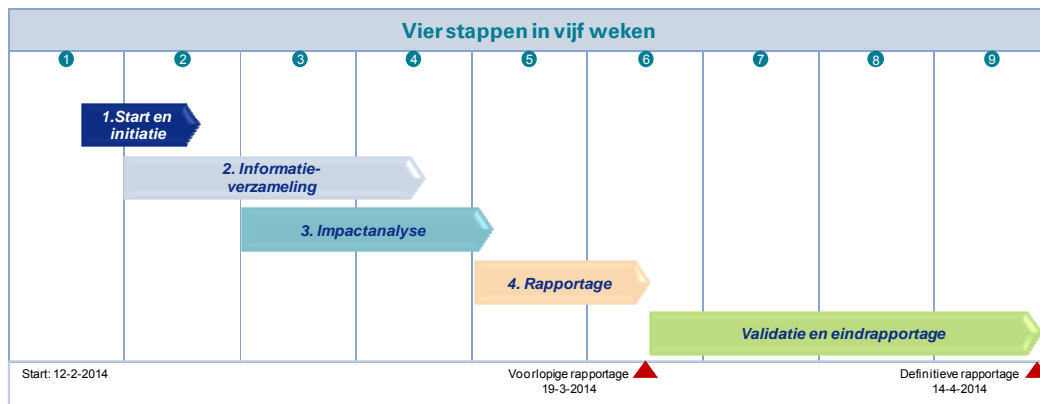 Vier stappen in vijf weken
1 2 3 4 5 6 7 8 9
1.Start en
initiatie
2. Informatie-
verzameling
3. Impactanalyse
4. Rapportage
Validatie en eindrapportage
Start: 12-2-2014
Voorlopige rapportage
19-3-2014
Definitieve rapportage
14-4-2014